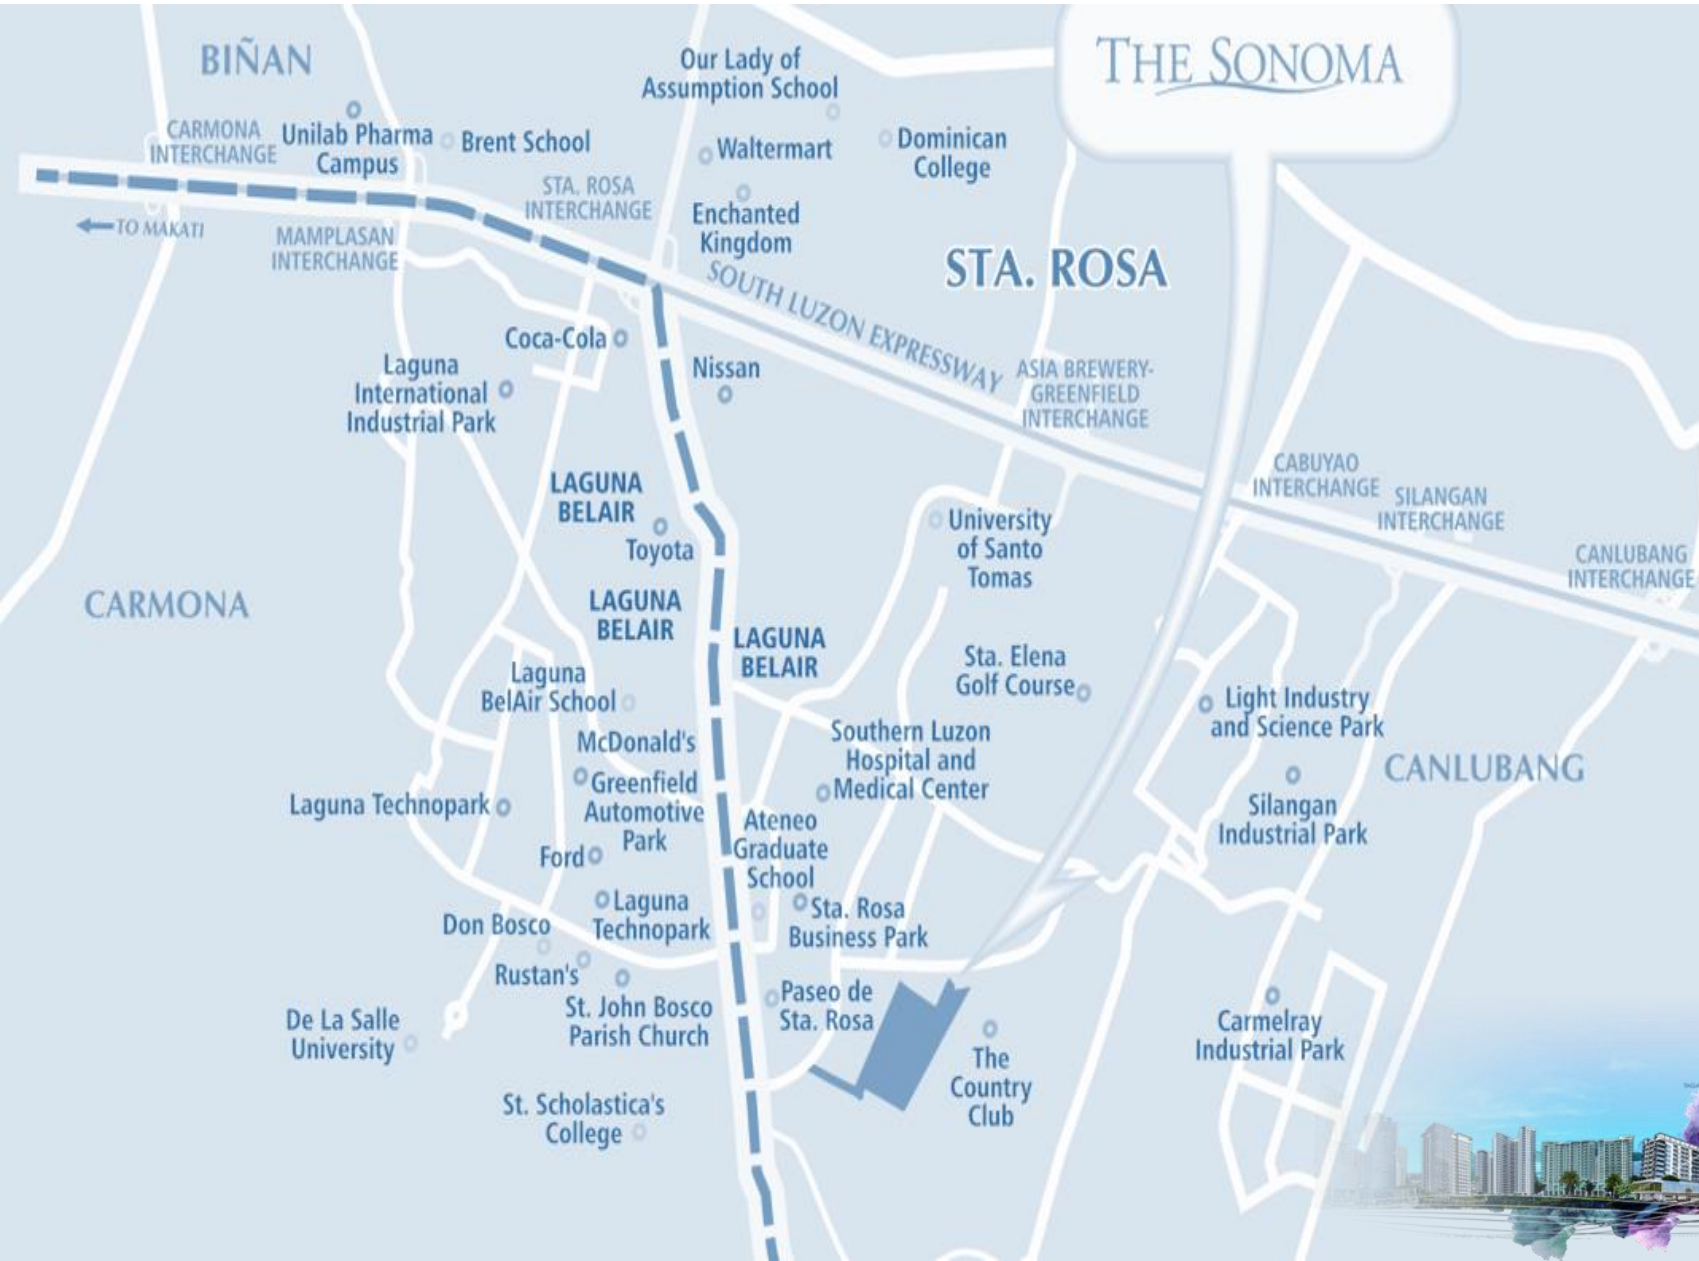 BIÑAN
Our Lady of
Assumption School
THE SONOMA
CARMONA
INTERCHANGE
Unilab Pharma
Campus
Brent School
Waltermart
Dominican
College
STA. ROSA
INTERCHANGE
TO MAKATI
MAMPLASAN
INTERCHANGE
Enchanted
Kingdom
STA. ROSA
SOUTH LUZON EXPRESSWAY
Coca-Cola
Nissan
Laguna
International
Industrial Park
ASIA BREWERY-
GREENFIELD
INTERCHANGE
CABUYAO
INTERCHANGE
SILANGAN
INTERCHANGE
CANLUBANG
INTERCHANGE
LAGUNA
BELAIR
Toyota
University
of Santo
Tomas
CARMONA
LAGUNA
BELAIR
LAGUNA
BELAIR
Laguna
BelAir School
Sta. Elena
Golf Course
Light Industry
and Science Park
McDonald's
Greenfield
Automotive
Park
Southern Luzon
Hospital and
Medical Center
CANLUBANG
Laguna Technopark
Ford
Ateneo
Graduate
School
Silangan
Industrial Park
Laguna
Technopark
Sta. Rosa
Business Park
Don Bosco
Rustan's
St. John Bosco
Parish Church
Paseo de
Sta. Rosa
De La Salle
University
The
Country
Club
Carmelray
Industrial Park
St. Scholastica's
College